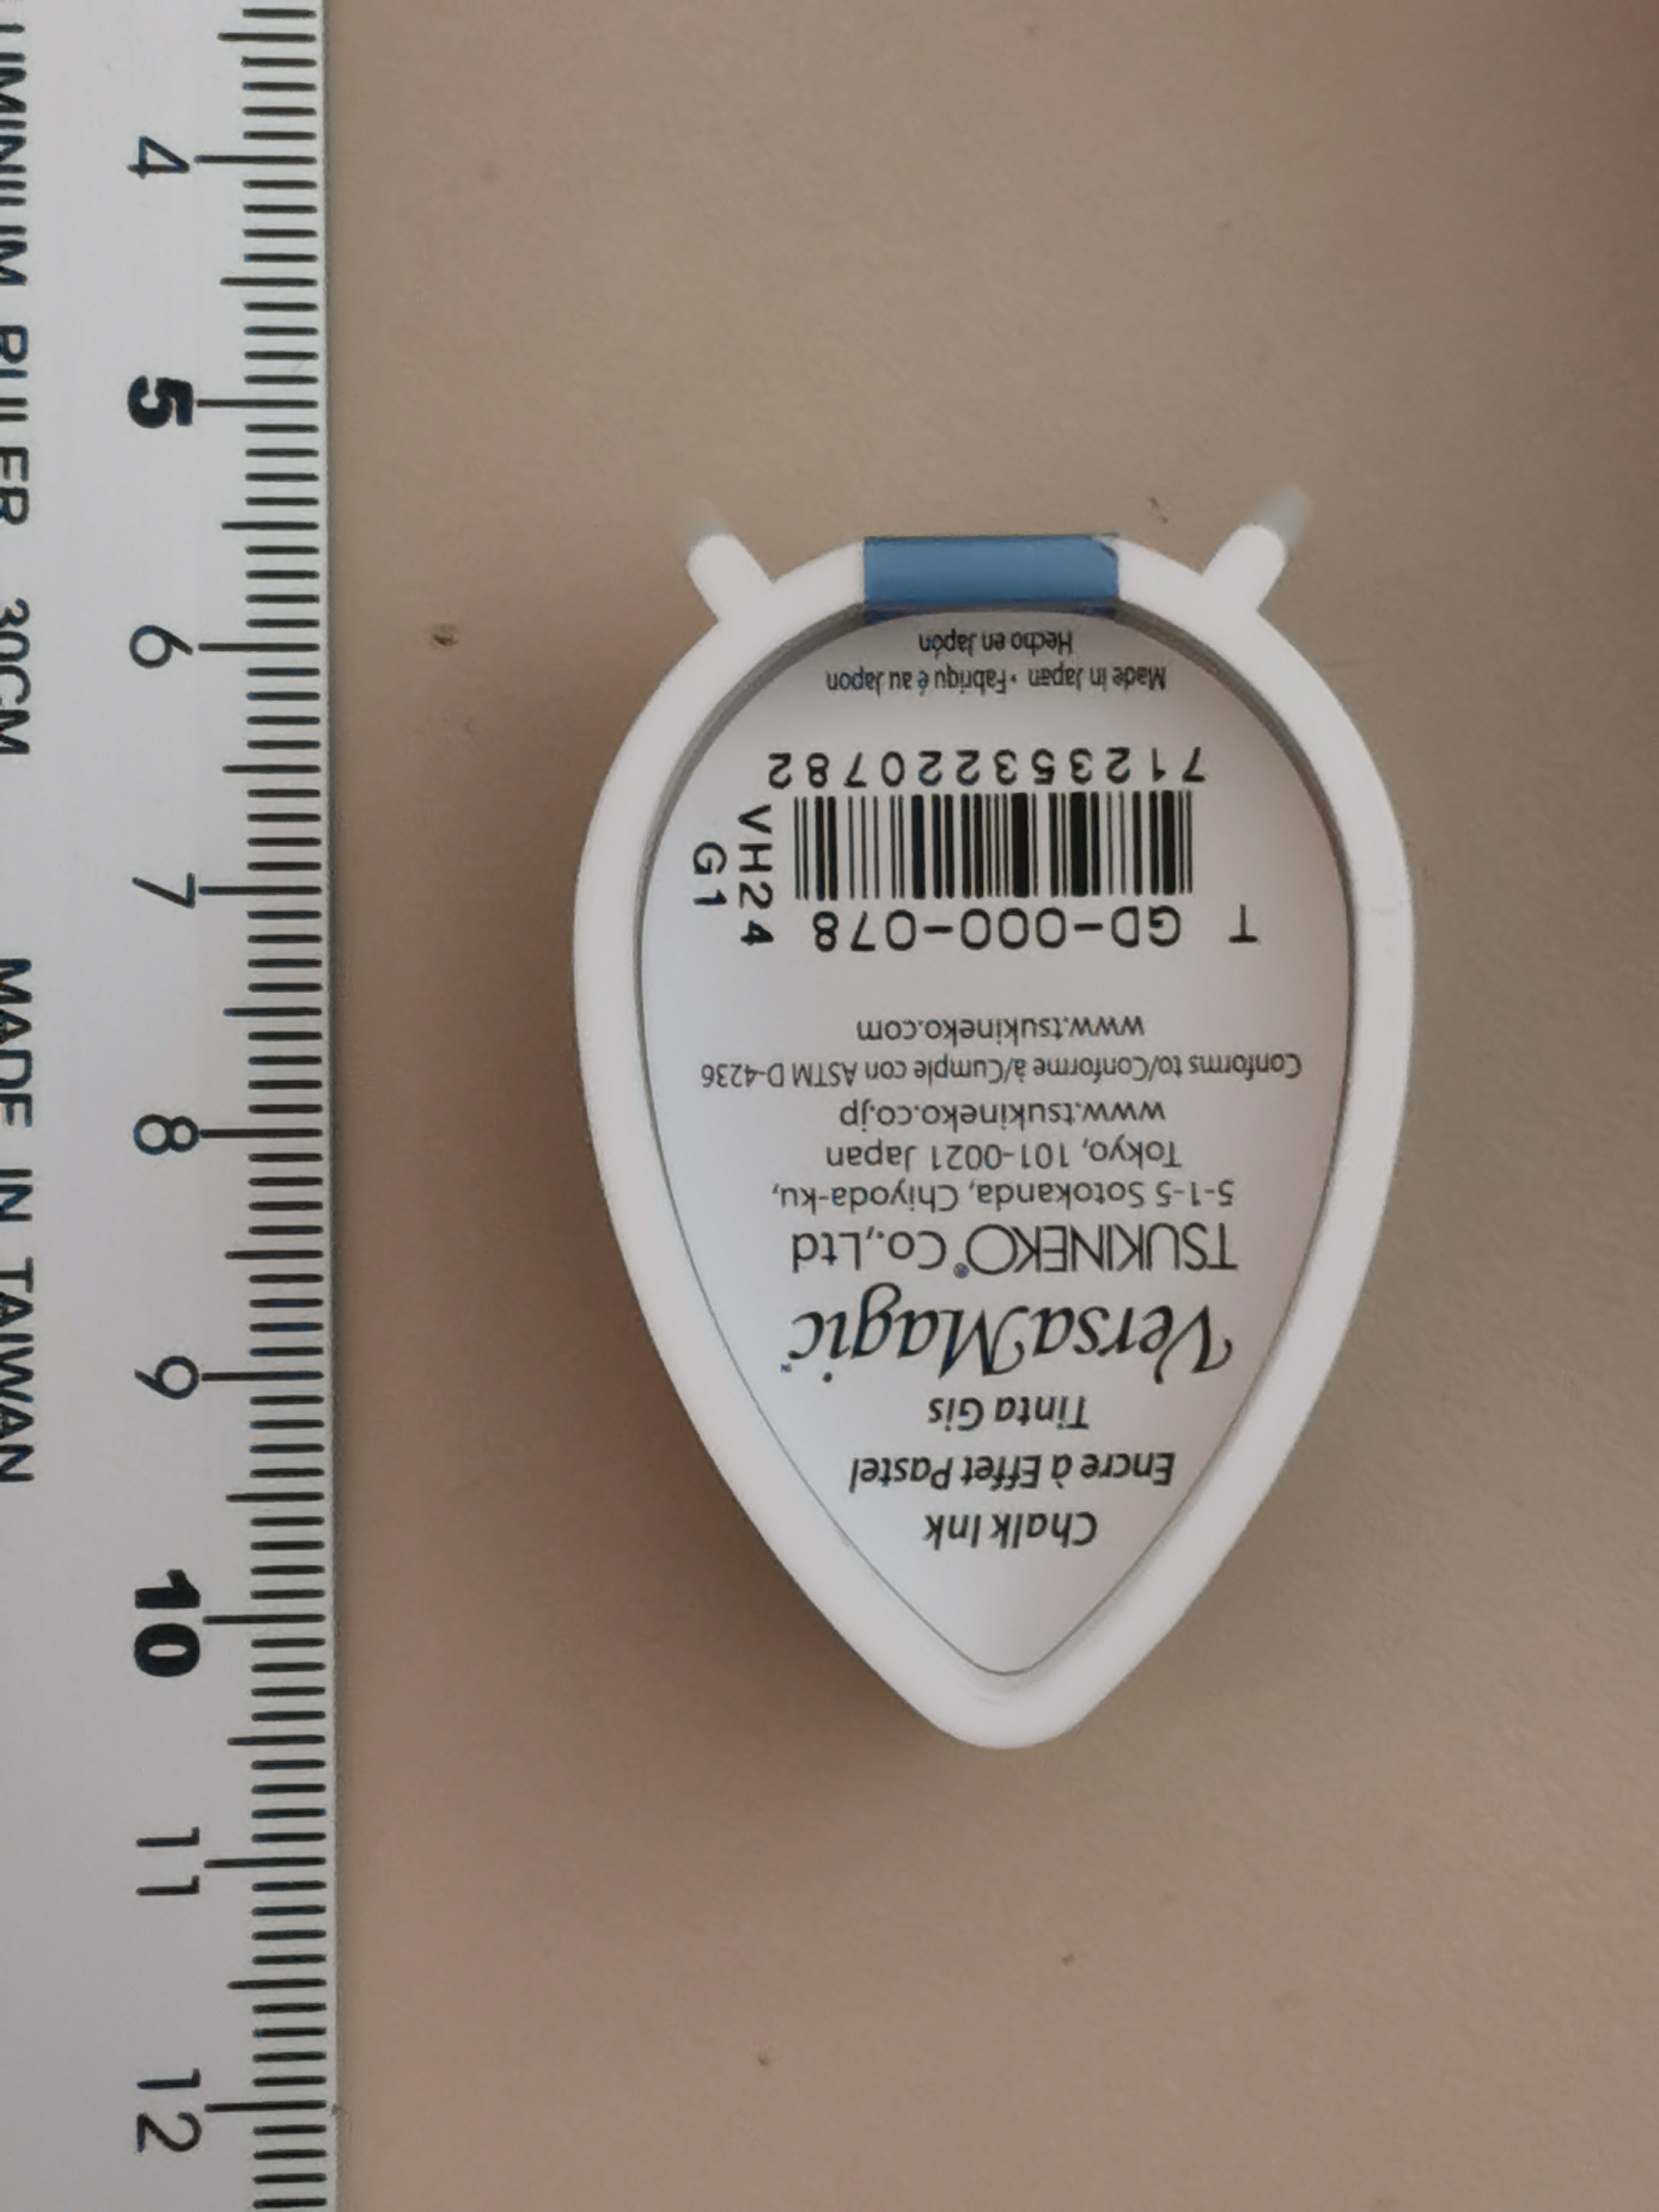 Chalk Ink
Encre à Effet Pastel
Tinta Gis
VersaMagic™
TSUKINEKO® Co.,Ltd
5-1-5 Sotokanda, Chiyoda-ku,
Tokyo, 101-0021 Japan
www.tsukineko.co.jp
Conforms to/Conforme à/Cumple con ASTM D-4236
www.tsukineko.com
T GD-000-078
VH24
G1
712353220782
Made in Japan • Fabriqu é au Japon
Hecho en Japón
4
5
6
7
8
9
10
11
12
RULER 30CM MADE IN TAIWAN